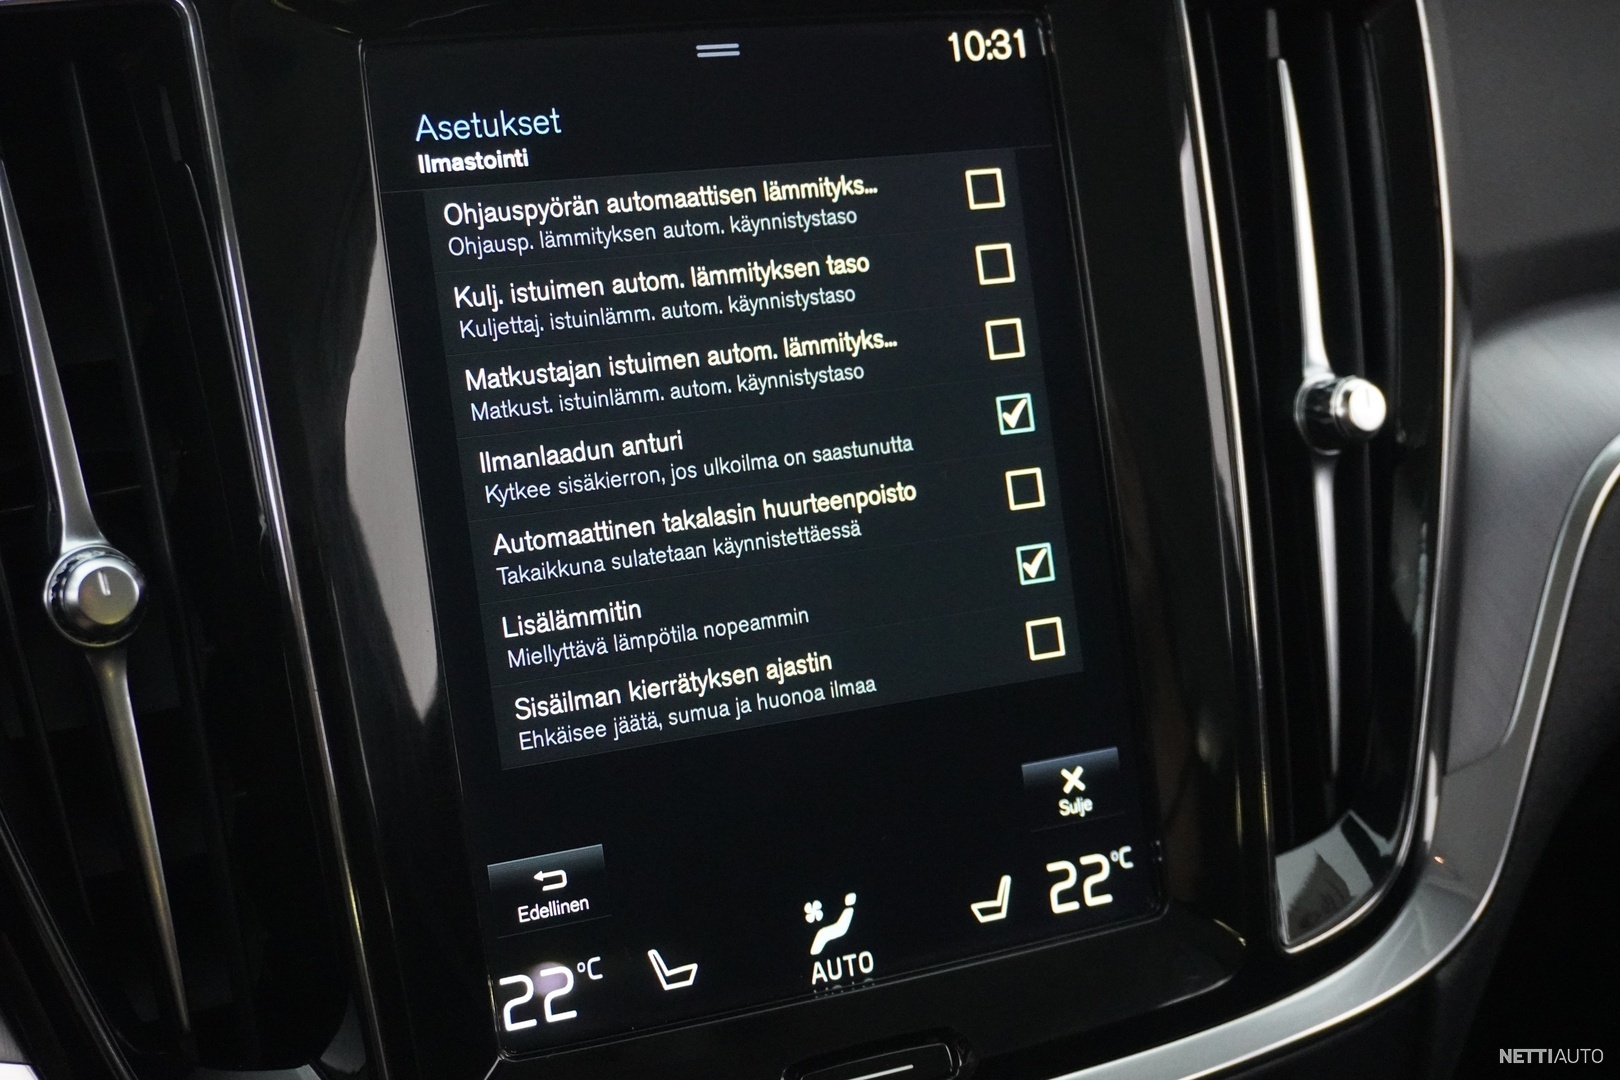 10:31
Asetukset
Ilmastointi
Ohjauspyörän automaattisen lämmityks...
Ohjausp. lämmityksen autom. käynnistystaso
Kulj. istuimen autom. lämmityksen taso
Kuljettaj. istuinlämm. autom. käynnistystaso
Matkustajan istuimen autom. lämmityks...
Matkust. istuinlämm. autom. käynnistystaso
Ilmanlaadun anturi
Kytkee sisäkierron, jos ulkoilma on saastunutta
Automaattinen takalasin huurteenpoisto
Takaikkuna sulatetaan käynnistettäessä
Lisälämmitin
Miellyttävä lämpötila nopeammin
Sisäilman kierrätyksen ajastin
Ehkäisee jäätä, sumua ja huonoa ilmaa
Sulje
Edellinen
22°C
AUTO
22°C
NETTIAUTO